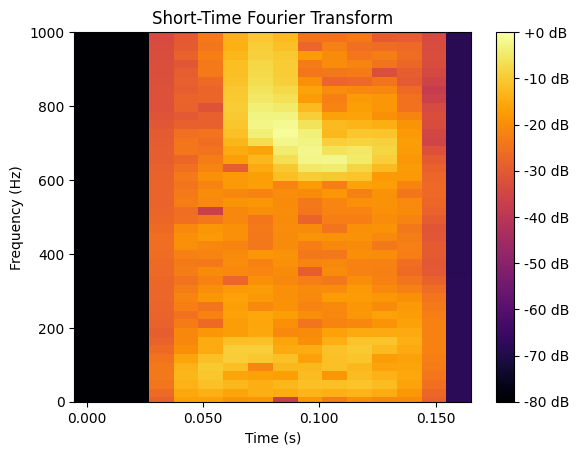 Short-Time Fourier Transform
1000
800
600
400
200
0
Frequency (Hz)
0.000
0.050
0.100
0.150
Time (s)
+0 dB
-10 dB
-20 dB
-30 dB
-40 dB
-50 dB
-60 dB
-70 dB
-80 dB